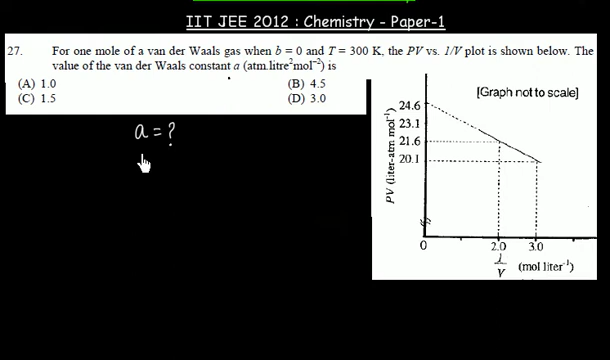 IIT JEE 2012 : Chemistry - Paper-1
27. For one mole of a van der Waals gas when b = 0 and T = 300 K, the PV vs. 1/V plot is shown below. The
value of the van der Waals constant a (atm.litre²mol⁻²) is
(A) 1.0 (B) 4.5
(C) 1.5 (D) 3.0
a = ?
[Graph not to scale]
24.6
23.1
21.6
20.1
PV (liter-atm mol⁻¹)
0 2.0 3.0
1/V (mol liter⁻¹)